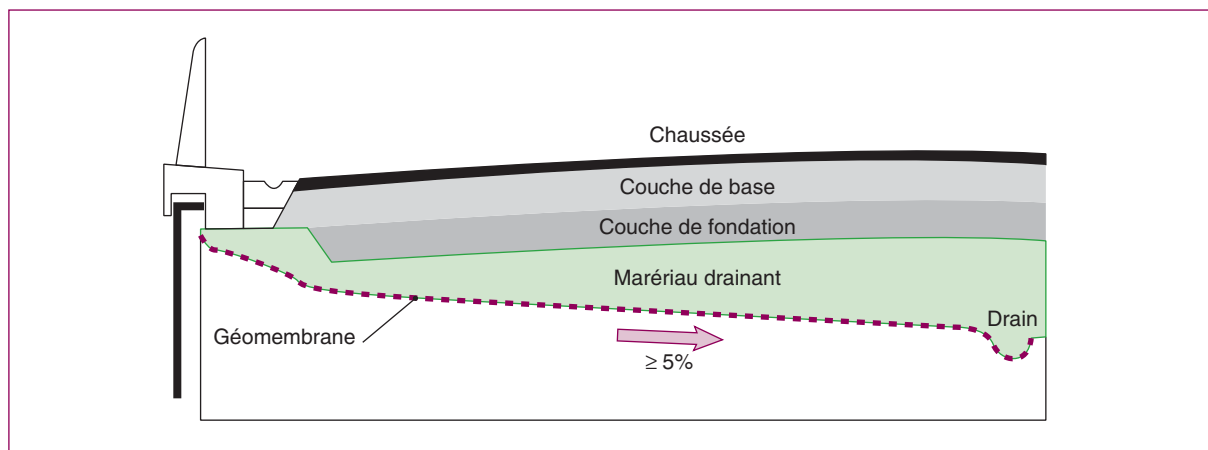 Chaussée
Couche de base
Couche de fondation
Marériau drainant
Drain
Géomembrane
≥ 5%